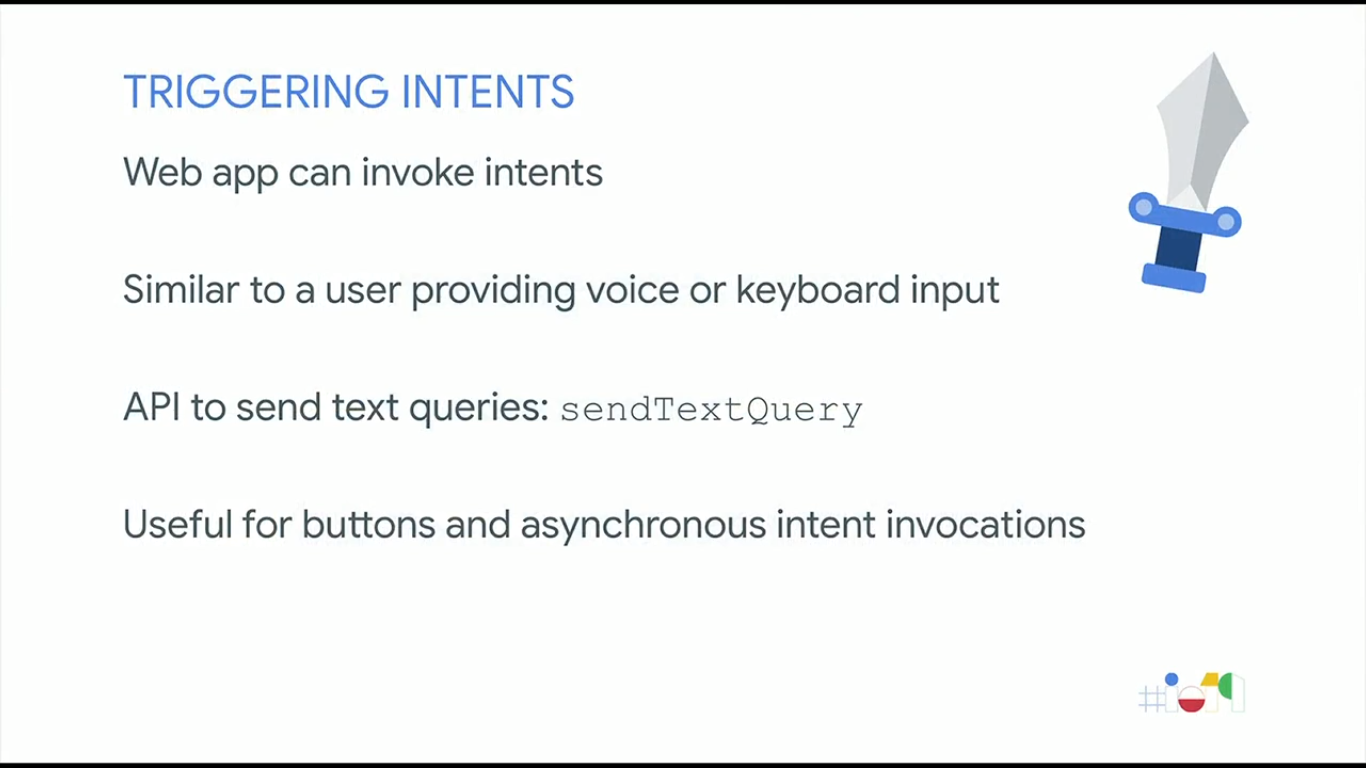 TRIGGERING INTENTS
Web app can invoke intents
Similar to a user providing voice or keyboard input
API to send text queries: sendTextQuery
Useful for buttons and asynchronous intent invocations
#io19